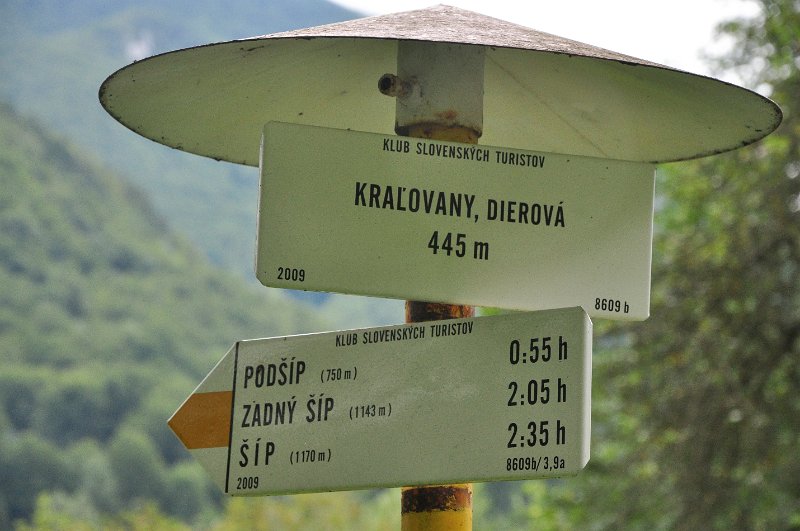 KLUB SLOVENSKÝCH TURISTOV
KRAĽOVANY, DIEROVÁ
445 m
2009 8609 b
KLUB SLOVENSKÝCH TURISTOV
PODŠÍP (750 m) 0:55 h
ZADNÝ ŠÍP (1143 m) 2:05 h
ŠÍP (1170 m) 2:35 h
2009 8609b/3,9a